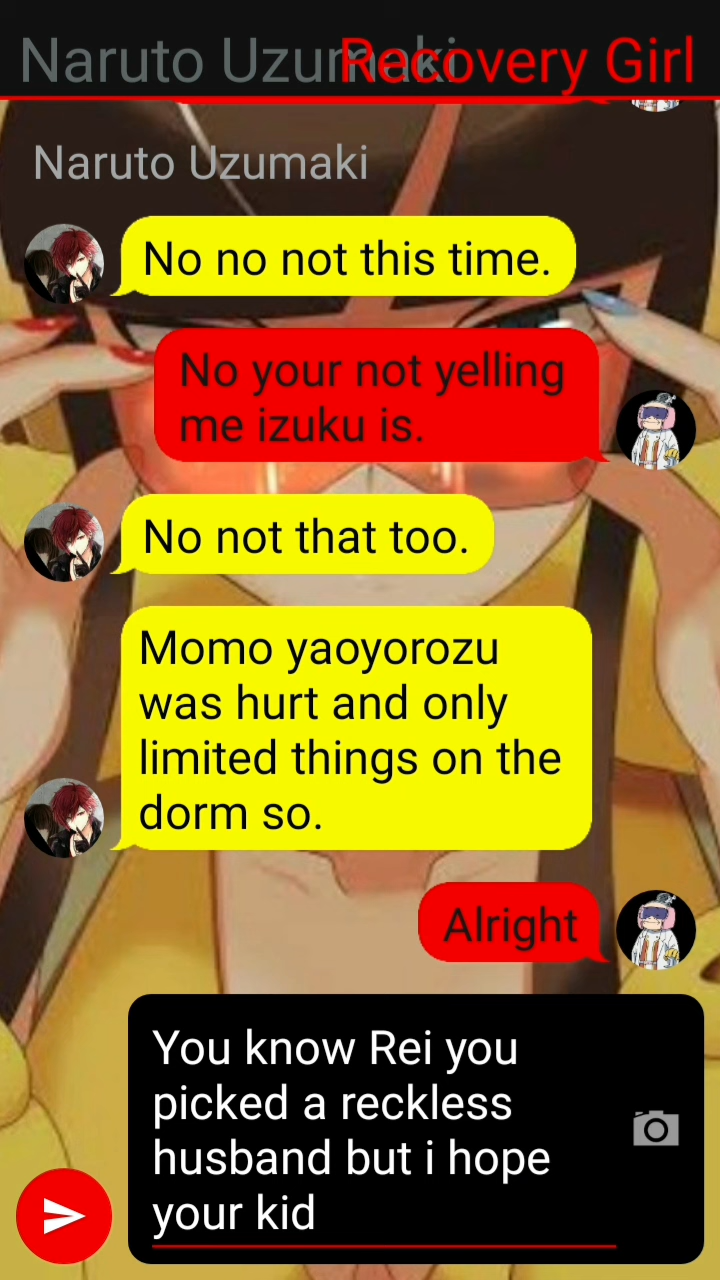 Naruto Uzumaki Recovery Girl
Naruto Uzumaki
No no not this time.
No your not yelling
me izuku is.
No not that too.
Momo yaoyorozu
was hurt and only
limited things on the
dorm so.
Alright
You know Rei you
picked a reckless
husband but i hope
your kid